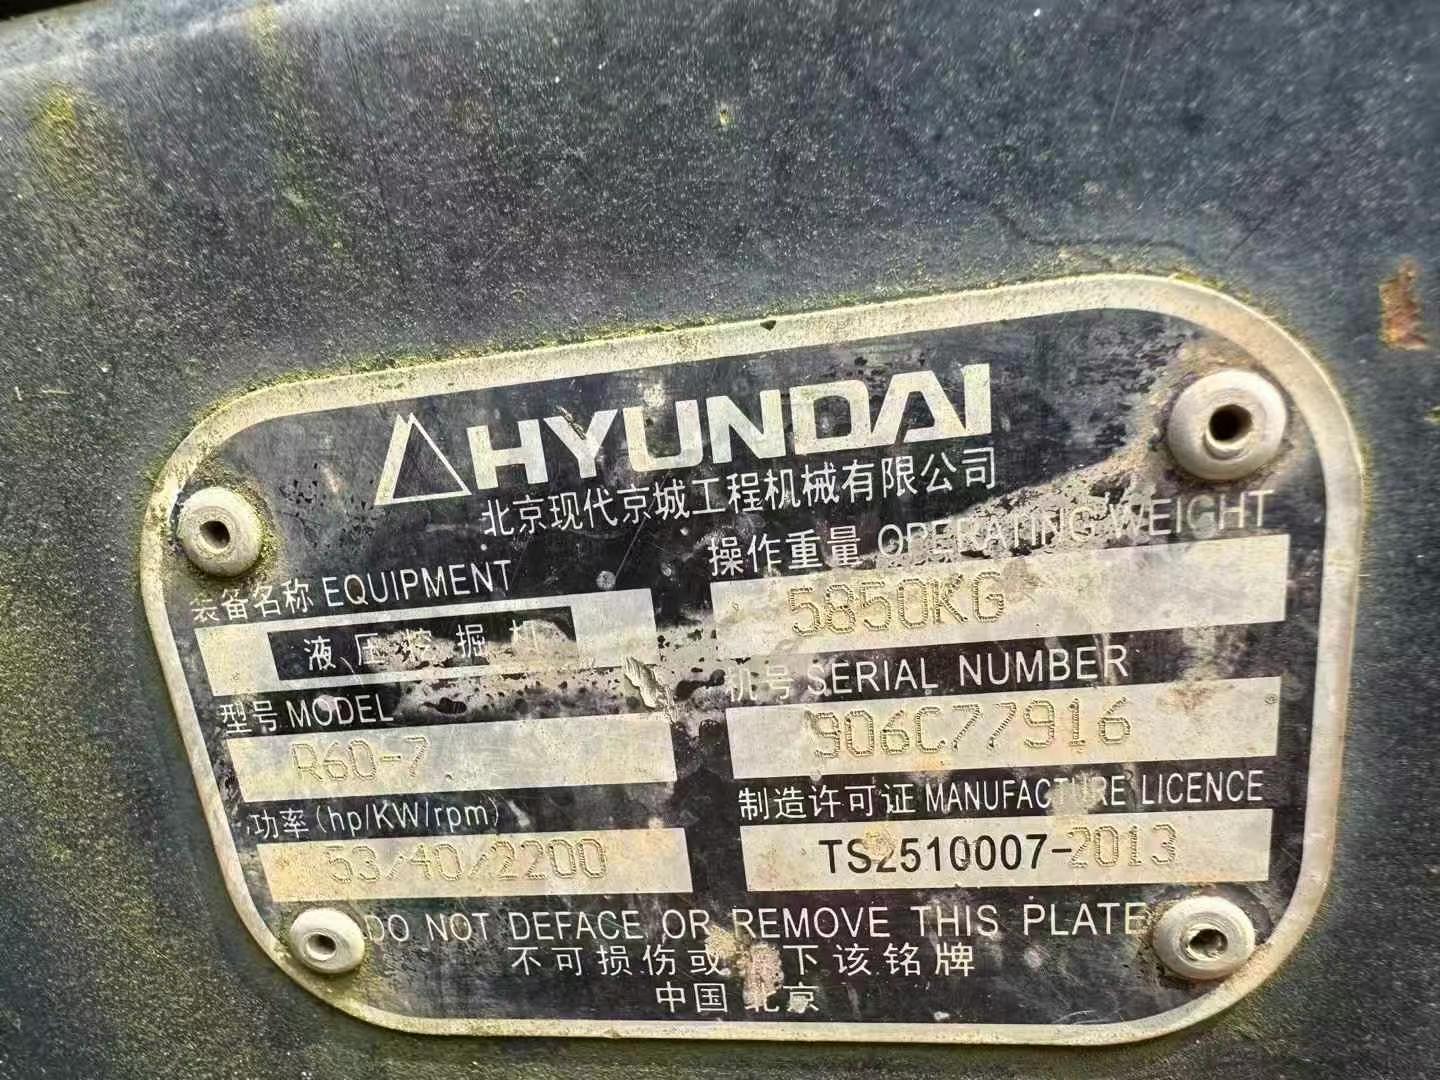 HYUNDAI
北京现代京城工程机械有限公司
装备名称 EQUIPMENT
液压挖掘机
操作重量 OPERATING WEIGHT
5850KG
型号 MODEL
R60-7
机号 SERIAL NUMBER
906C77916
功率(hp/KW/rpm)
53/40/2200
制造许可证 MANUFACTURE LICENCE
TS2510007-2013
DO NOT DEFACE OR REMOVE THIS PLATE
不可损伤或 下该铭牌
中国 北京